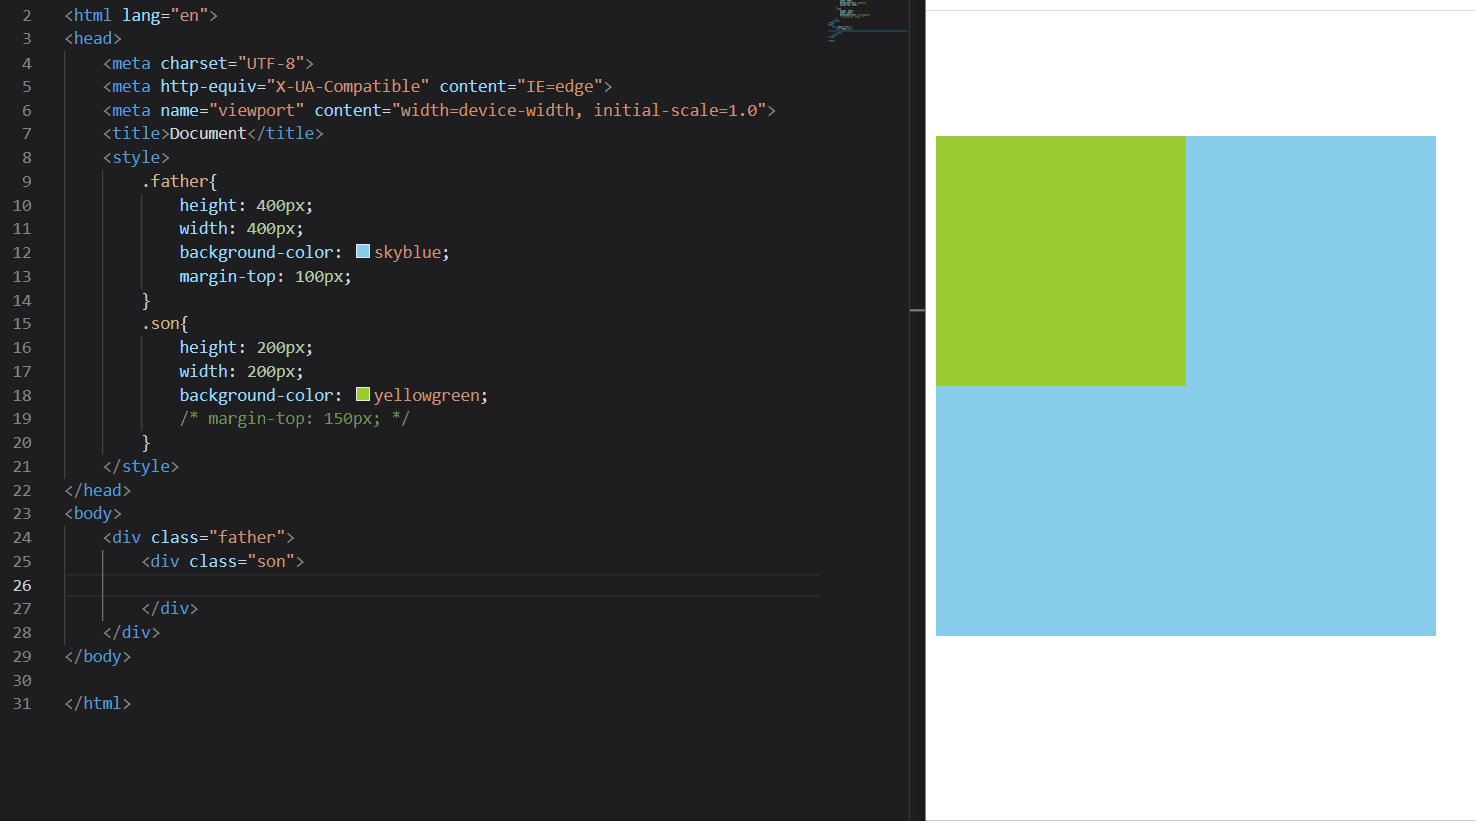 2 <html lang="en">
3 <head>
4 <meta charset="UTF-8">
5 <meta http-equiv="X-UA-Compatible" content="IE=edge">
6 <meta name="viewport" content="width=device-width, initial-scale=1.0">
7 <title>Document</title>
8 <style>
9 .father{
10 height: 400px;
11 width: 400px;
12 background-color: skyblue;
13 margin-top: 100px;
14 }
15 .son{
16 height: 200px;
17 width: 200px;
18 background-color: yellowgreen;
19 /* margin-top: 150px; */
20 }
21 </style>
22 </head>
23 <body>
24 <div class="father">
25 <div class="son">
26
27 </div>
28 </div>
29 </body>
30
31 </html>